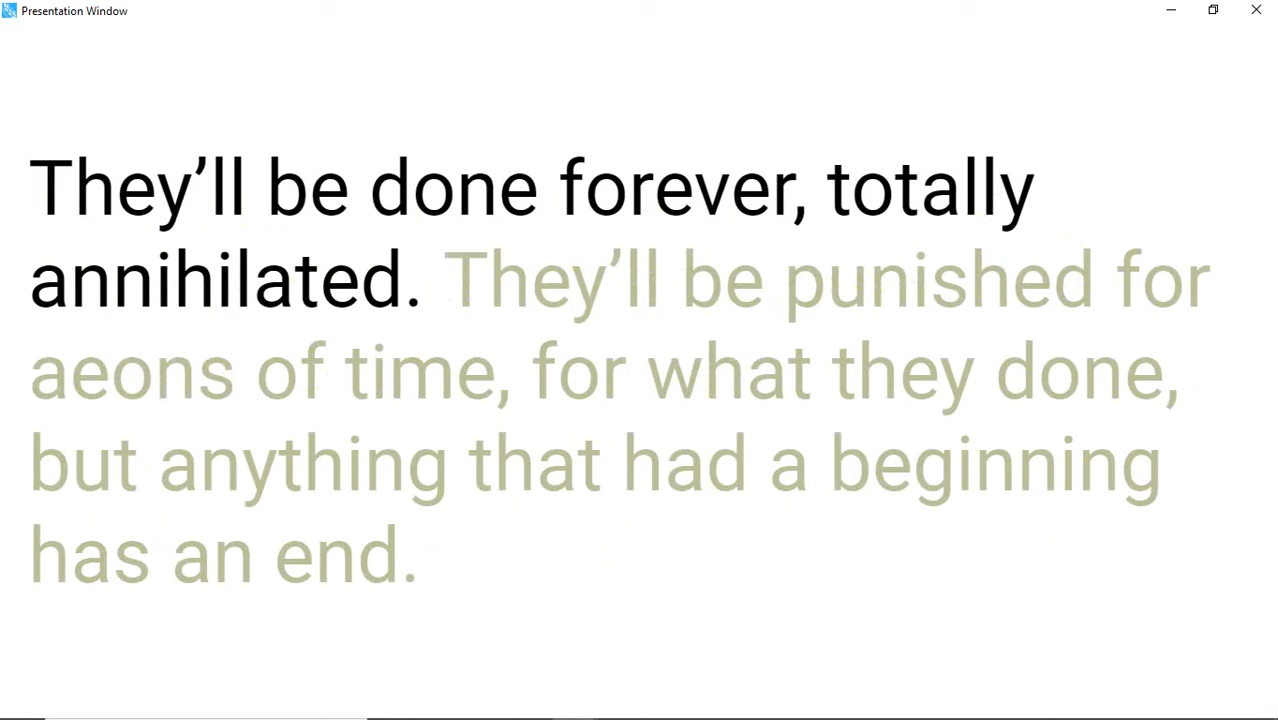 Presentation Window
They’ll be done forever, totally
annihilated. They’ll be punished for
aeons of time, for what they done,
but anything that had a beginning
has an end.